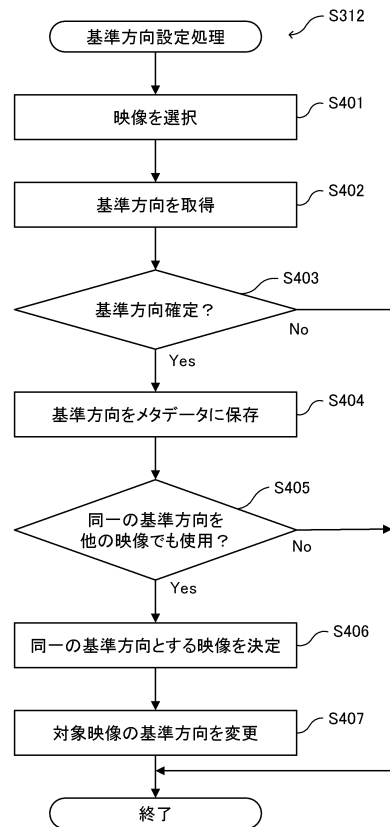 基準方向設定処理
S312
映像を選択
S401
基準方向を取得
S402
基準方向確定？
S403
No
Yes
基準方向をメタデータに保存
S404
同一の基準方向を
他の映像でも使用？
S405
No
Yes
同一の基準方向とする映像を決定
S406
対象映像の基準方向を変更
S407
終了